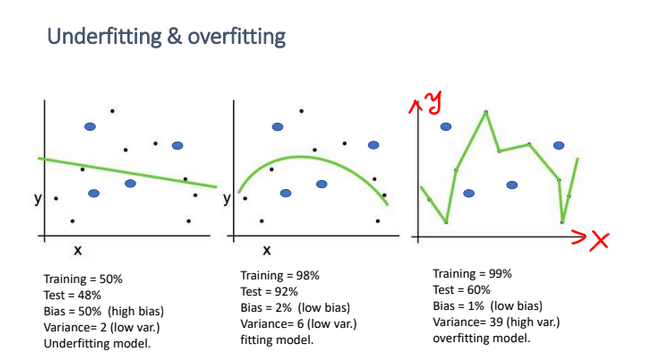 Underfitting & overfitting
y
x
y
x
y
x
Training = 50%
Test = 48%
Bias = 50% (high bias)
Variance= 2 (low var.)
Underfitting model.
Training = 98%
Test = 92%
Bias = 2% (low bias)
Variance= 6 (low var.)
fitting model.
Training = 99%
Test = 60%
Bias = 1% (low bias)
Variance= 39 (high var.)
overfitting model.